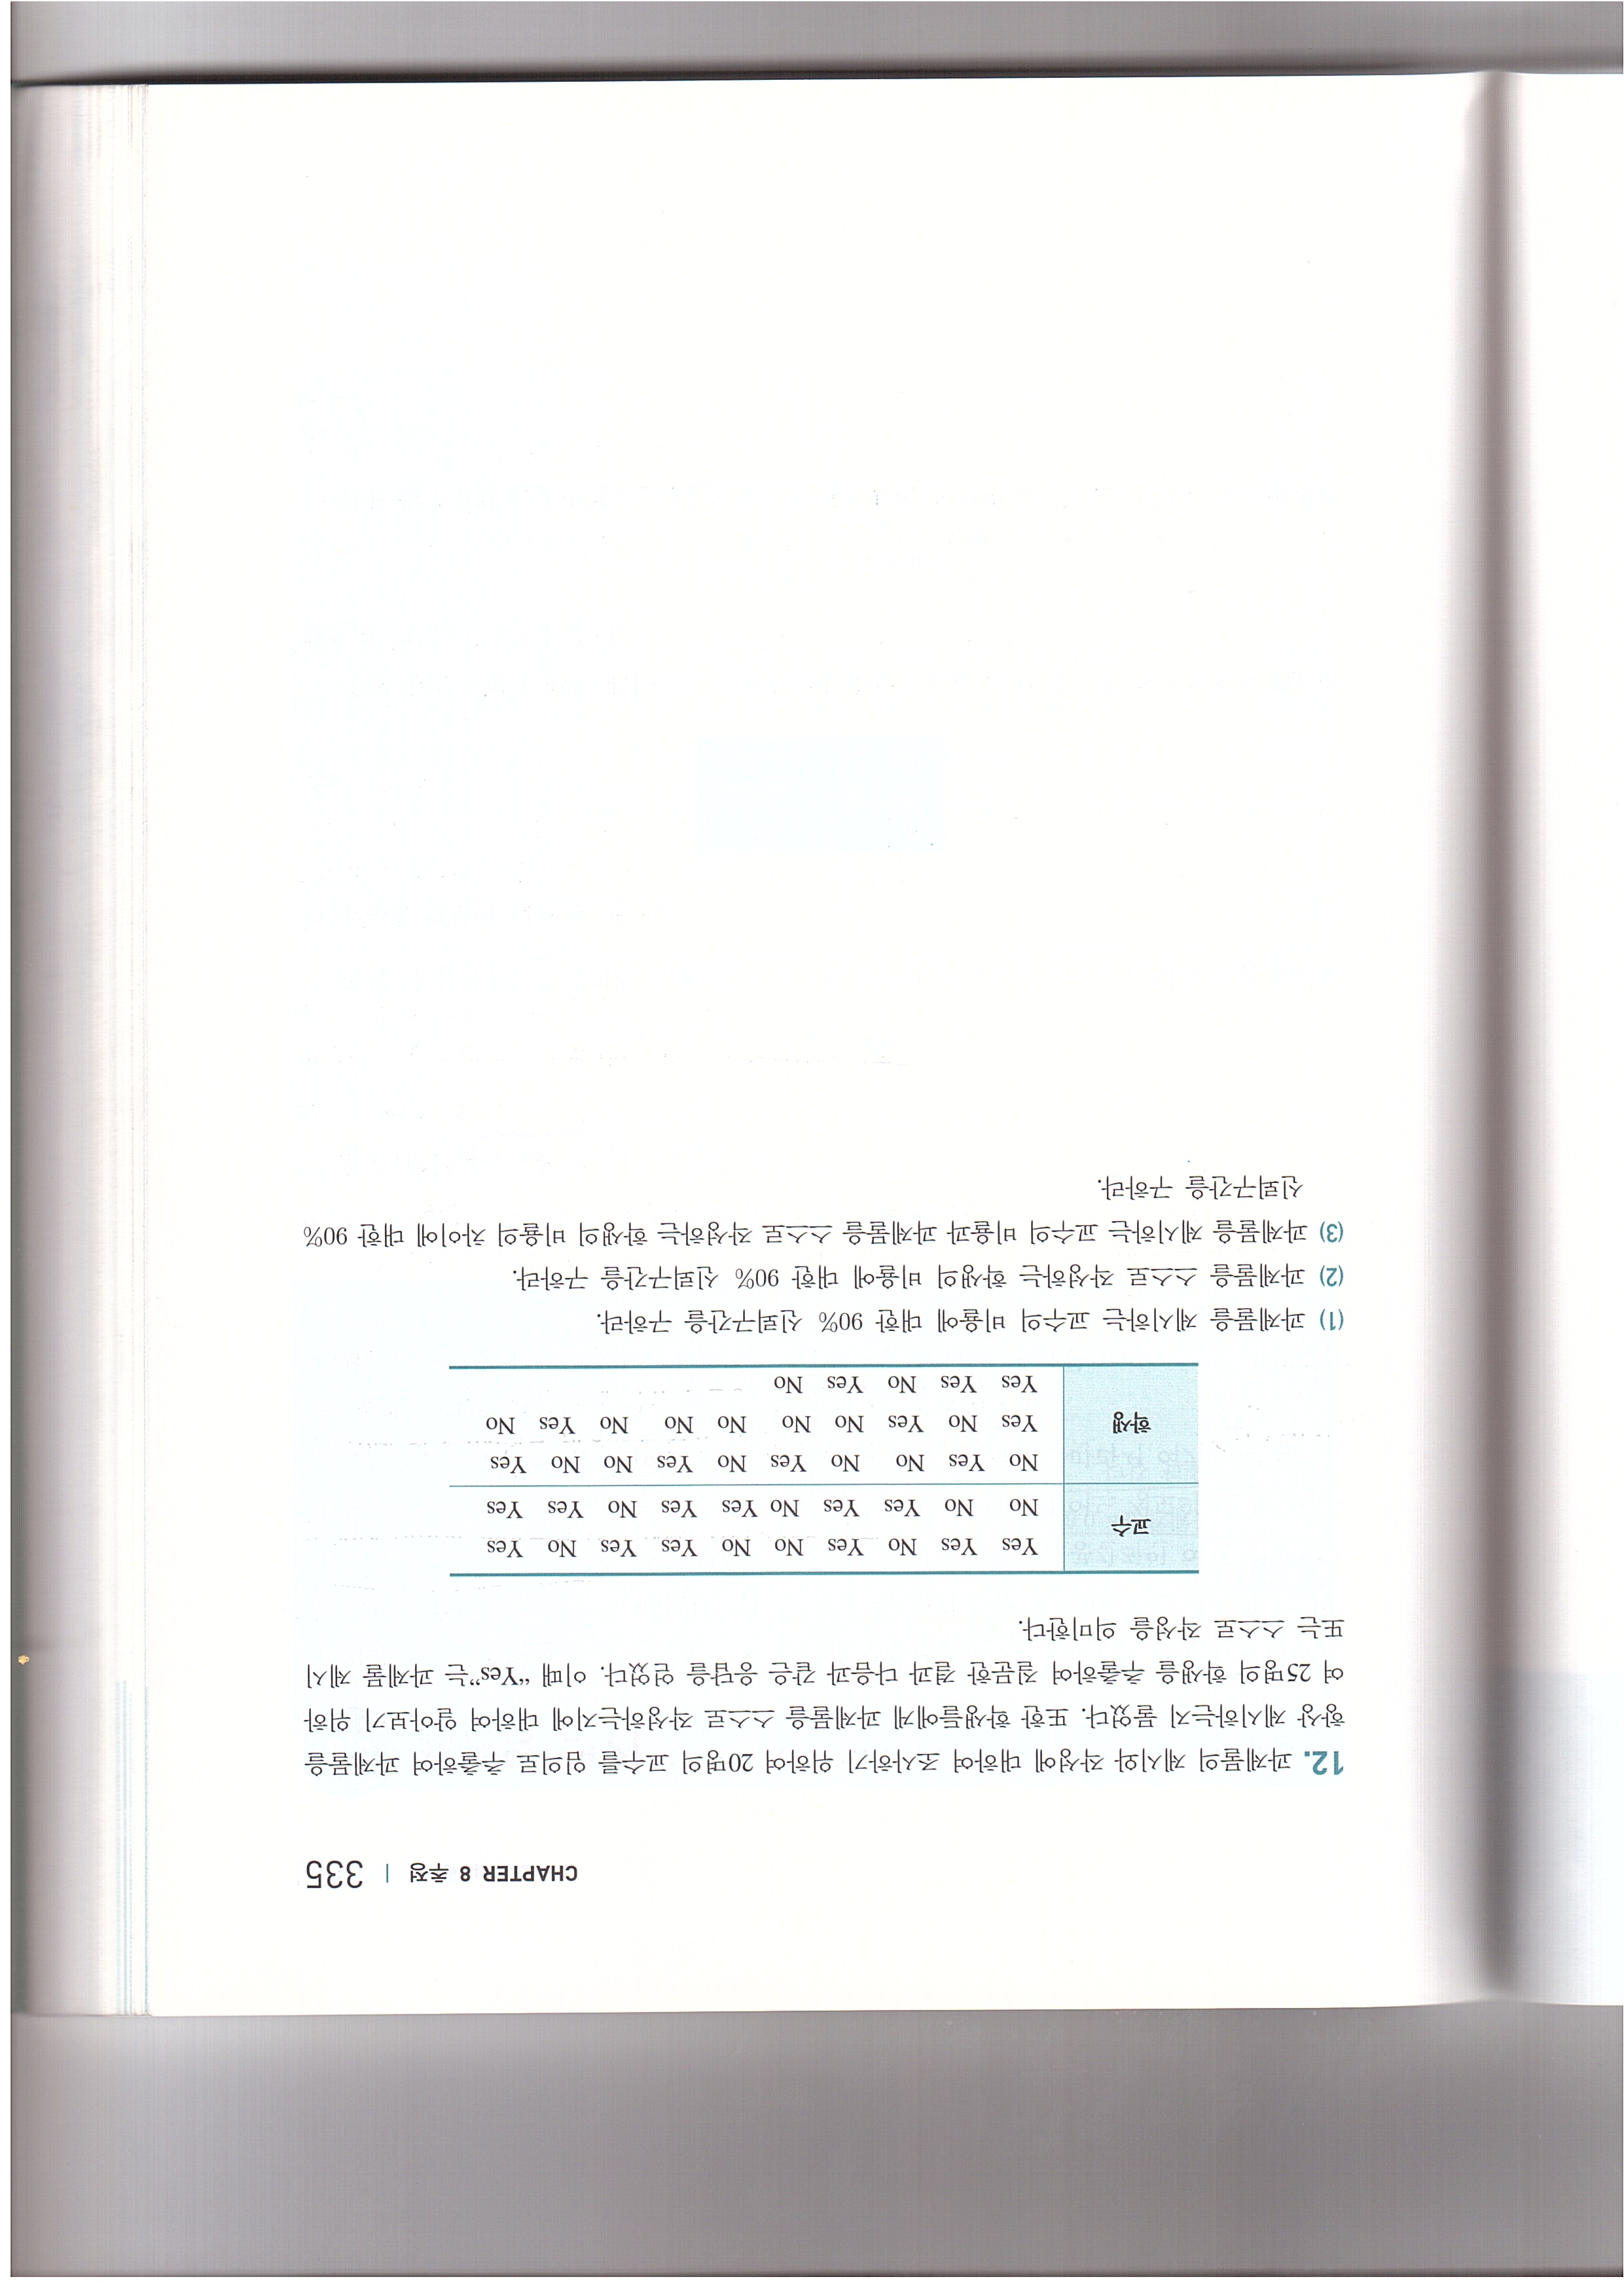 CHAPTER 8 추정 | 335
12. 과제물의 제시와 작성에 대하여 조사하기 위하여 20명의 교수를 임의로 추출하여 과제물을
항상 제시하는지 물었다. 또한 학생들에게 과제물을 스스로 작성하는지에 대하여 알아보기 위하
여 25명의 학생을 추출하여 질문한 결과 다음과 같은 응답을 얻었다. 이때 “Yes”는 과제물 제시
또는 스스로 작성을 의미한다.
교수
Yes Yes No Yes No No Yes Yes No Yes
No No Yes Yes No Yes Yes No Yes Yes
학생
No Yes No No Yes No Yes No No Yes
Yes No Yes No No No No No Yes No
Yes Yes No Yes No
(1) 과제물을 제시하는 교수의 비율에 대한 90% 신뢰구간을 구하라.
(2) 과제물을 스스로 작성하는 학생의 비율에 대한 90% 신뢰구간을 구하라.
(3) 과제물을 제시하는 교수의 비율과 과제물을 스스로 작성하는 학생의 비율의 차이에 대한 90%
신뢰구간을 구하라.